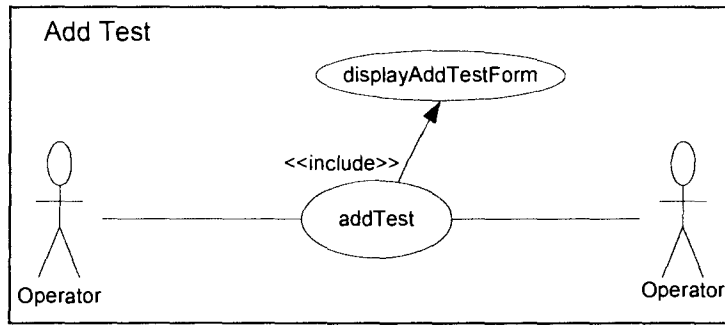 Add Test
displayAddTestForm
<<include>>
addTest
Operator
Operator